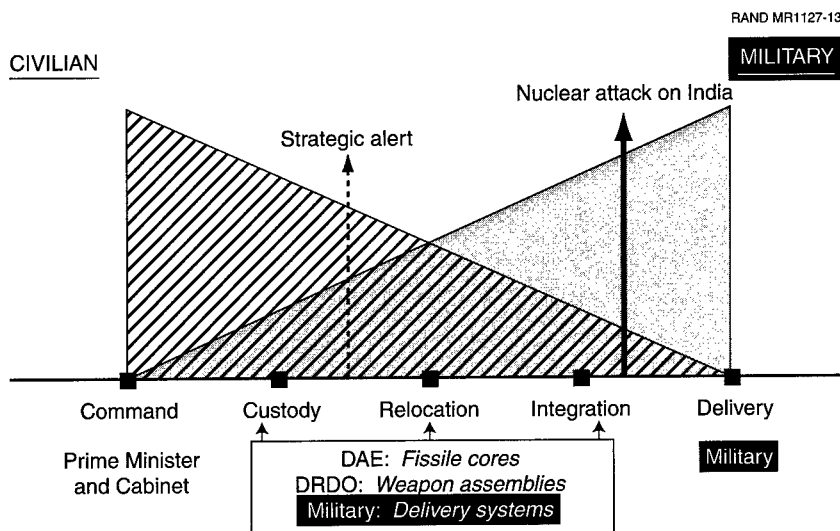 RAND MR1127-13
CIVILIAN
MILITARY
Nuclear attack on India
Strategic alert
Command
Custody
Relocation
Integration
Delivery
Prime Minister
and Cabinet
DAE: Fissile cores
DRDO: Weapon assemblies
Military: Delivery systems
Military